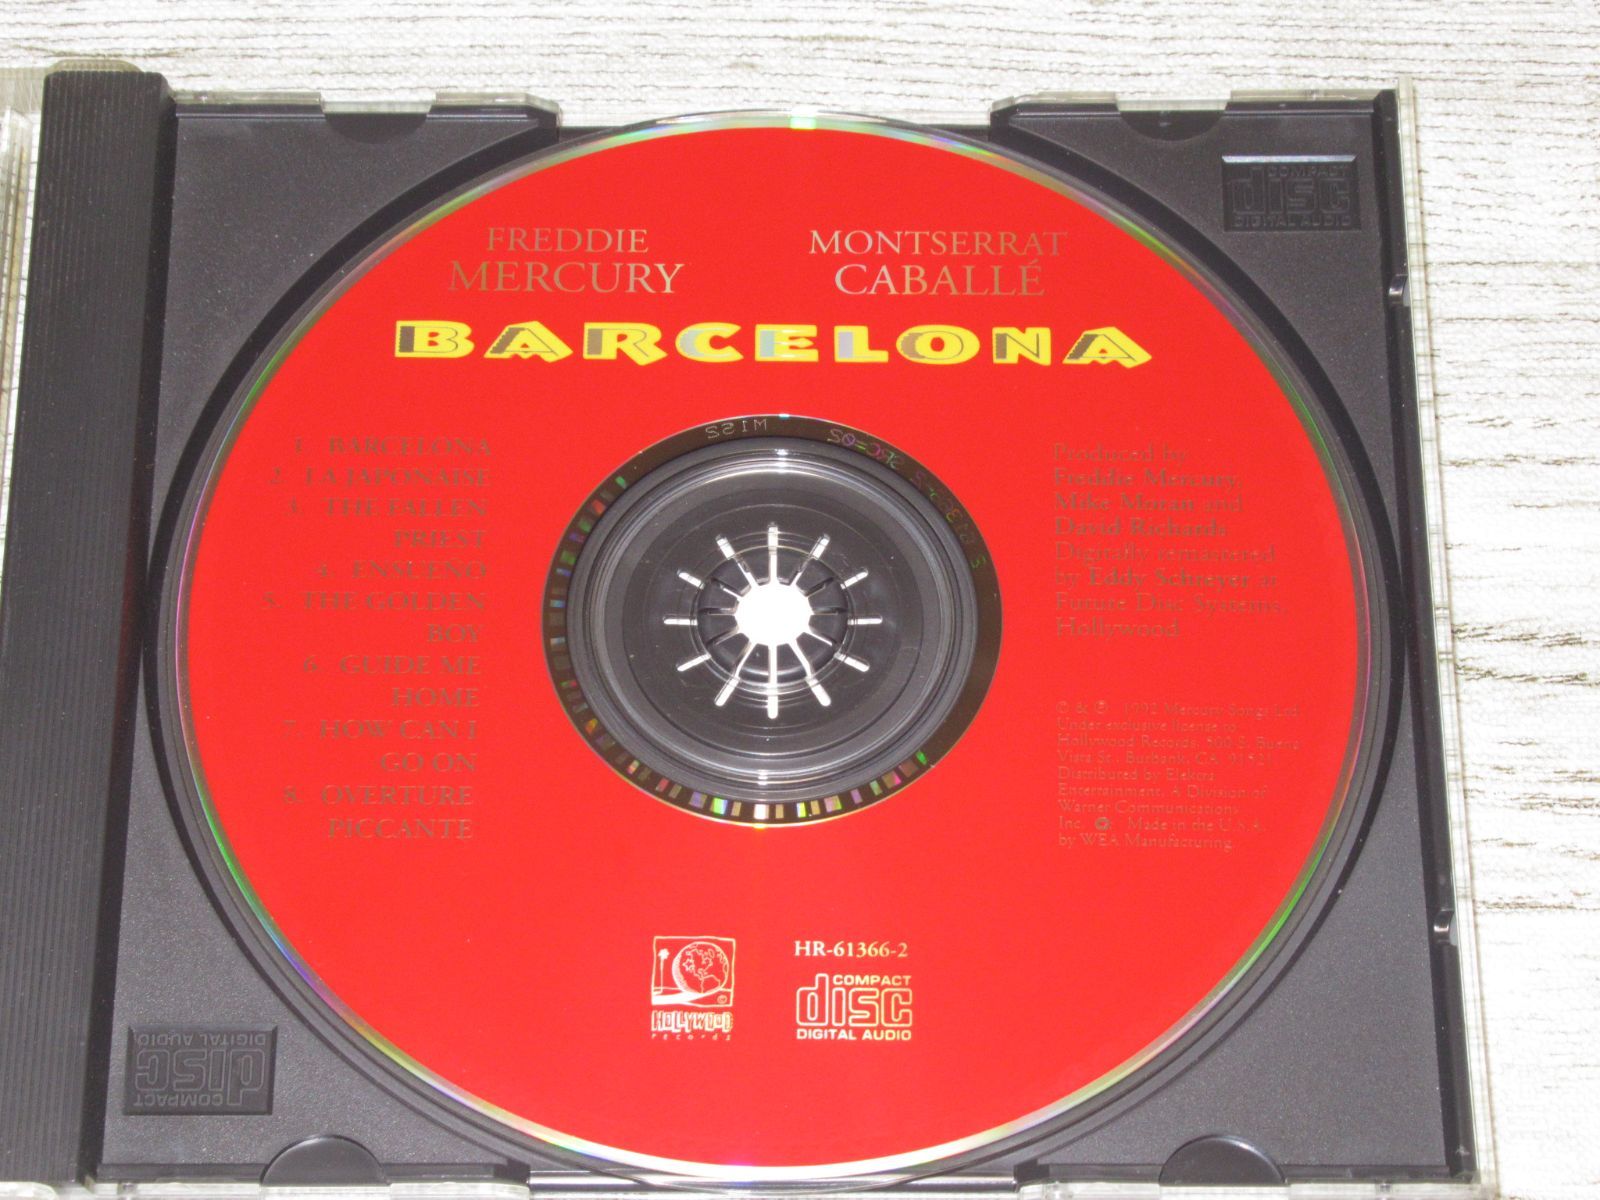 COMPACT
disc
DIGITAL AUDIO
FREDDIE
MERCURY
MONTSERRAT
CABALLÉ
BARCELONA
1. BARCELONA
2. LA JAPONAISE
3. THE FALLEN
PRIEST
4. ENSUEÑO
5. THE GOLDEN
BOY
6. GUIDE ME
HOME
7. HOW CAN I
GO ON
8. OVERTURE
PICCANTE
Produced by
Freddie Mercury,
Mike Moran and
David Richards
Digitally remastered
by Eddy Schreyer at
Future Disc Systems,
Hollywood
© & ℗ 1992 Mercury Songs Ltd
Under exclusive license to
Hollywood Records, 500 S. Buena
Vista St., Burbank, CA 91521
Distributed by Elektra
Entertainment, A Division of
Warner Communications
Inc. Made in the U.S.A.
by WEA Manufacturing.
HOLLYWOOD
records
HR-61366-2
COMPACT
disc
DIGITAL AUDIO
COMPACT
disc
DIGITAL AUDIO